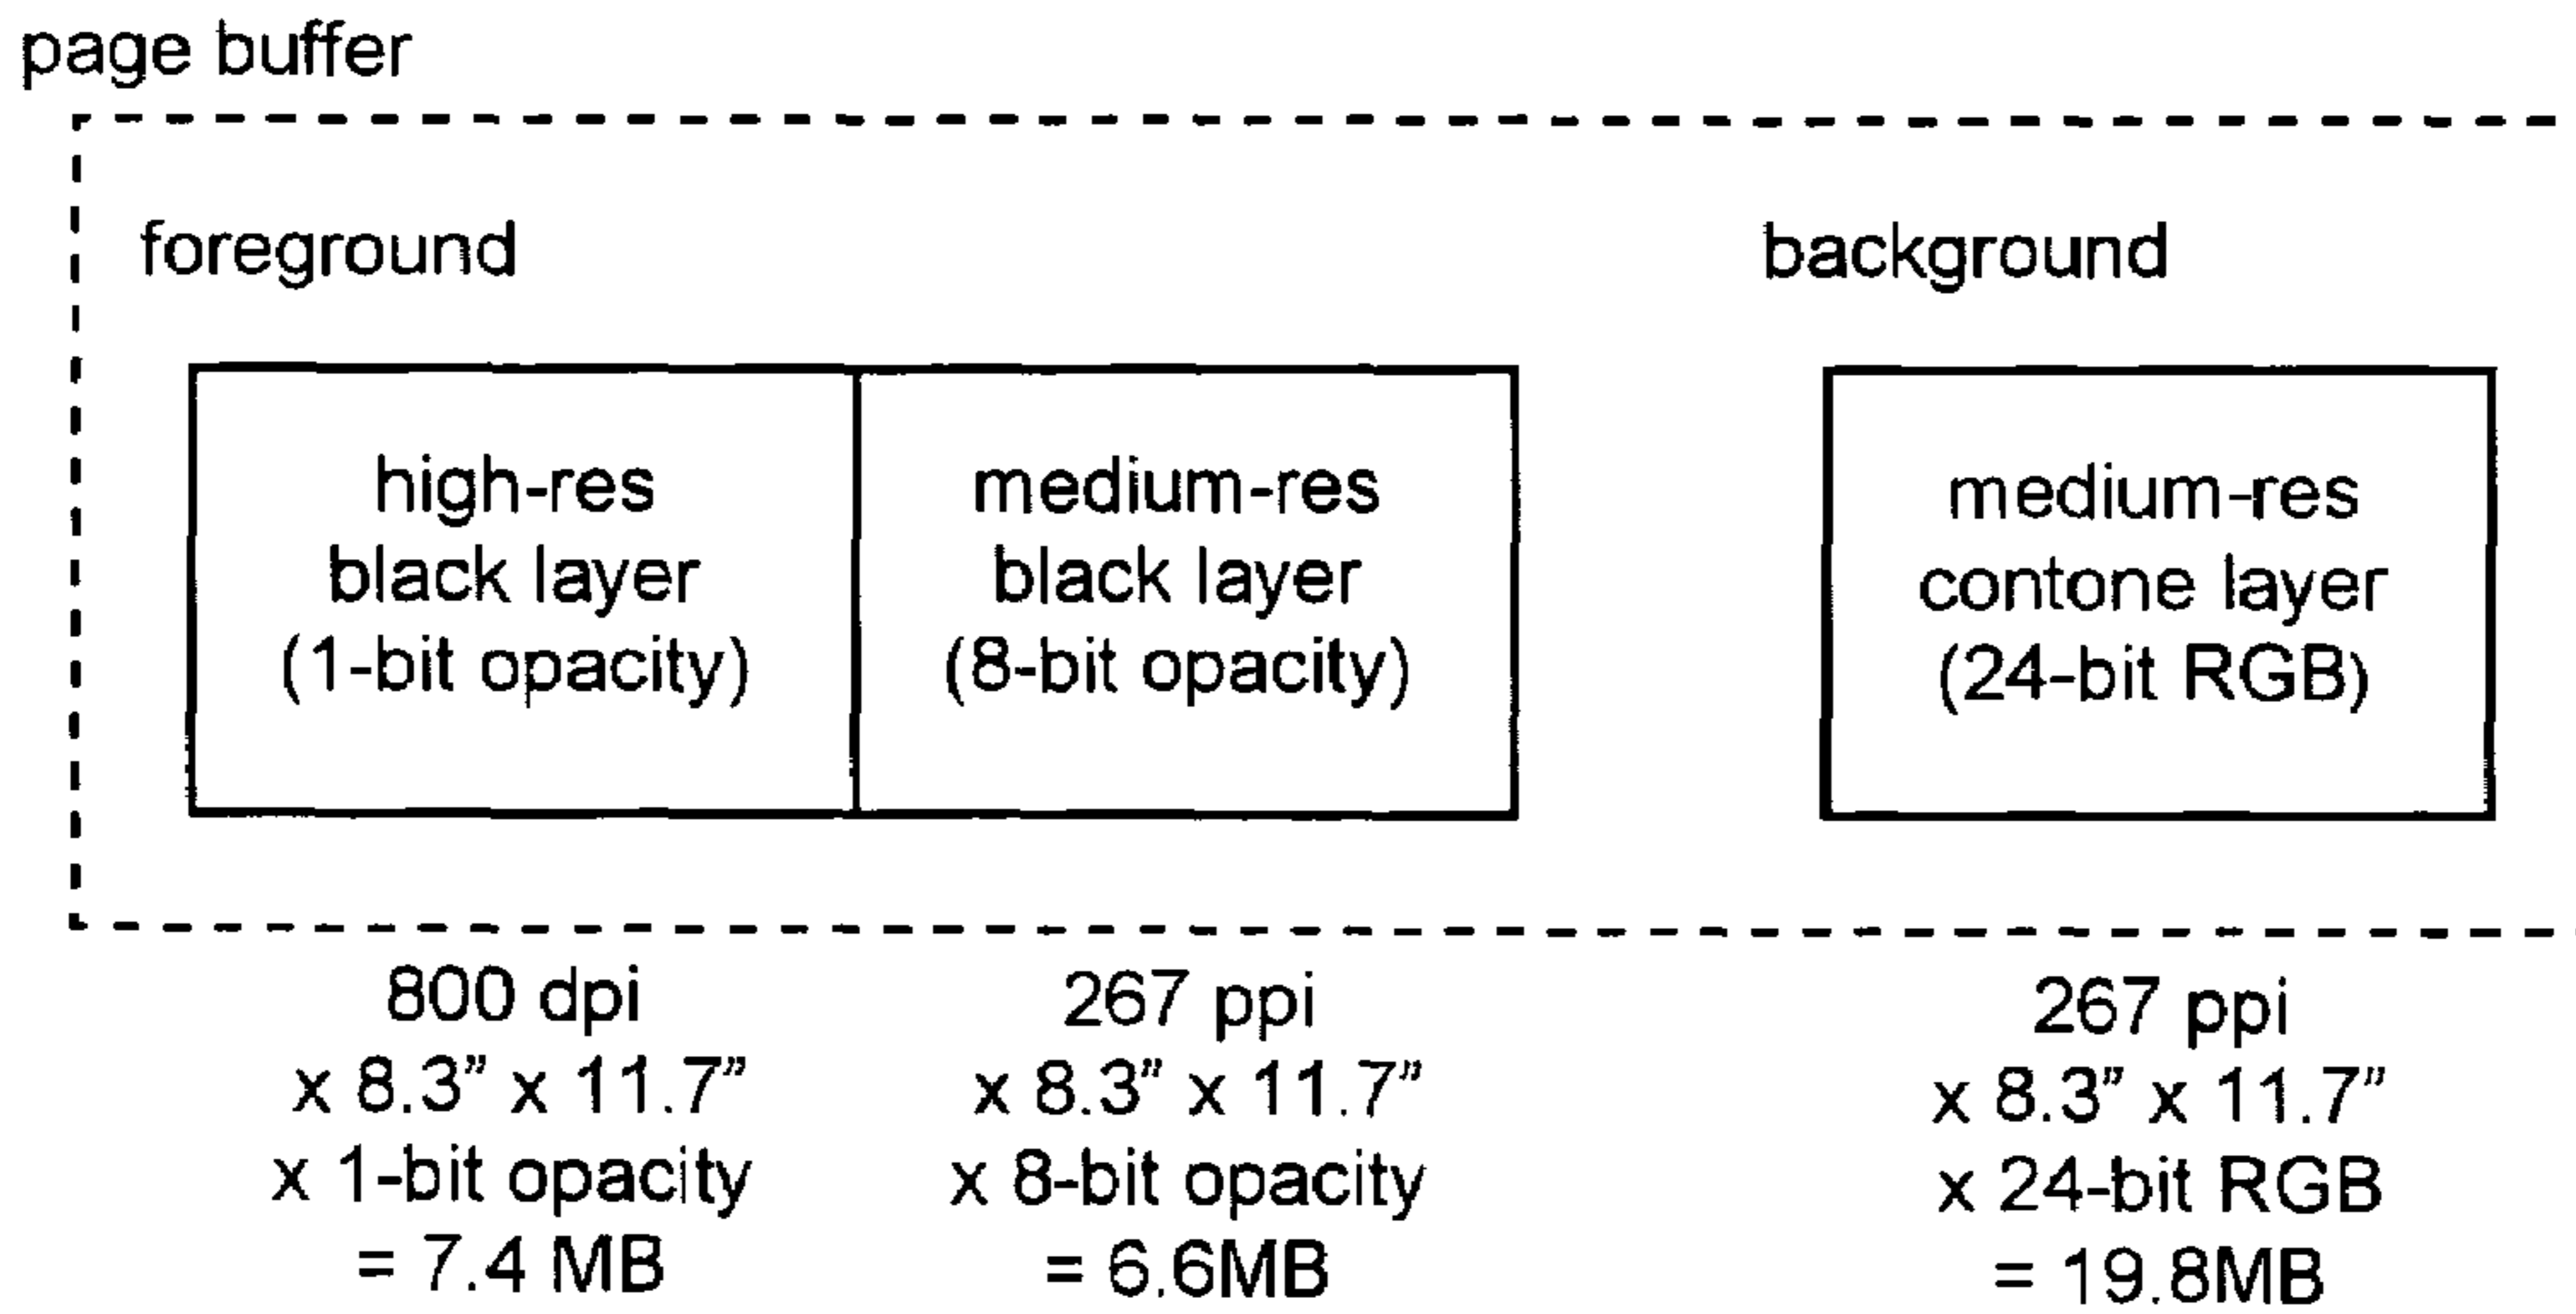 page buffer
foreground
background
high-res
black layer
(1-bit opacity)
medium-res
black layer
(8-bit opacity)
medium-res
contone layer
(24-bit RGB)
800 dpi
x 8.3” x 11.7”
x 1-bit opacity
= 7.4 MB
267 ppi
x 8.3” x 11.7”
x 8-bit opacity
= 6.6MB
267 ppi
x 8.3” x 11.7”
x 24-bit RGB
= 19.8MB